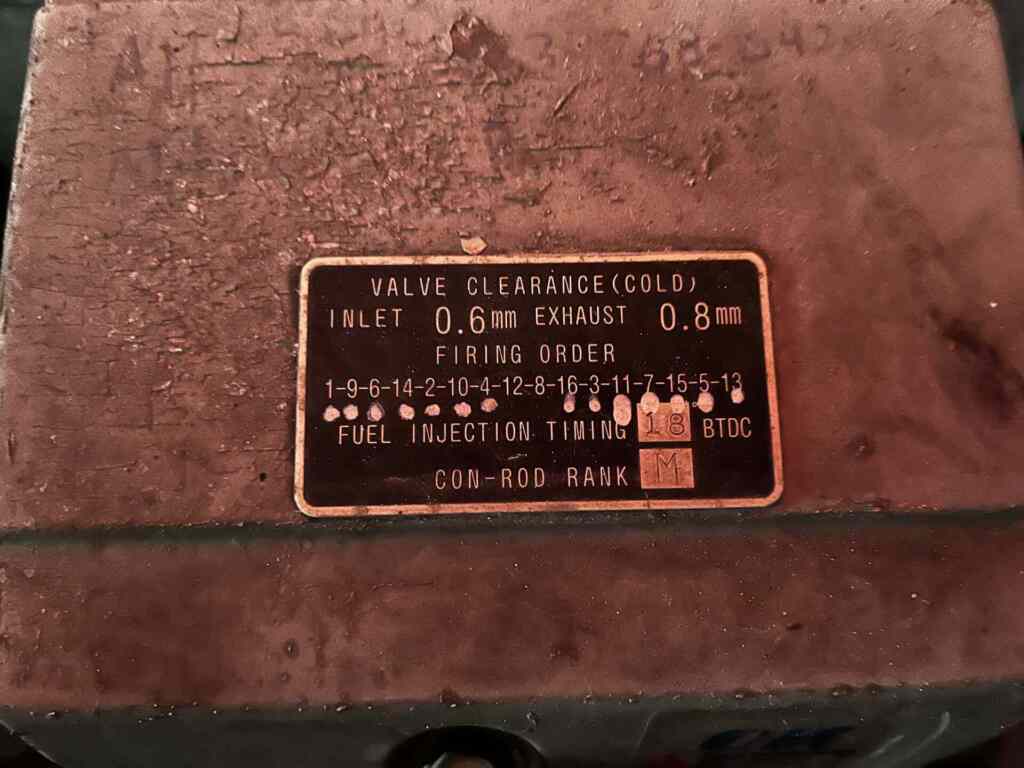 VALVE CLEARANCE (COLD)
INLET 0.6mm EXHAUST 0.8mm
FIRING ORDER
1-9-6-14-2-10-4-12-8-16-3-11-7-15-5-13
FUEL INJECTION TIMING 18 BTDC
CON-ROD RANK M